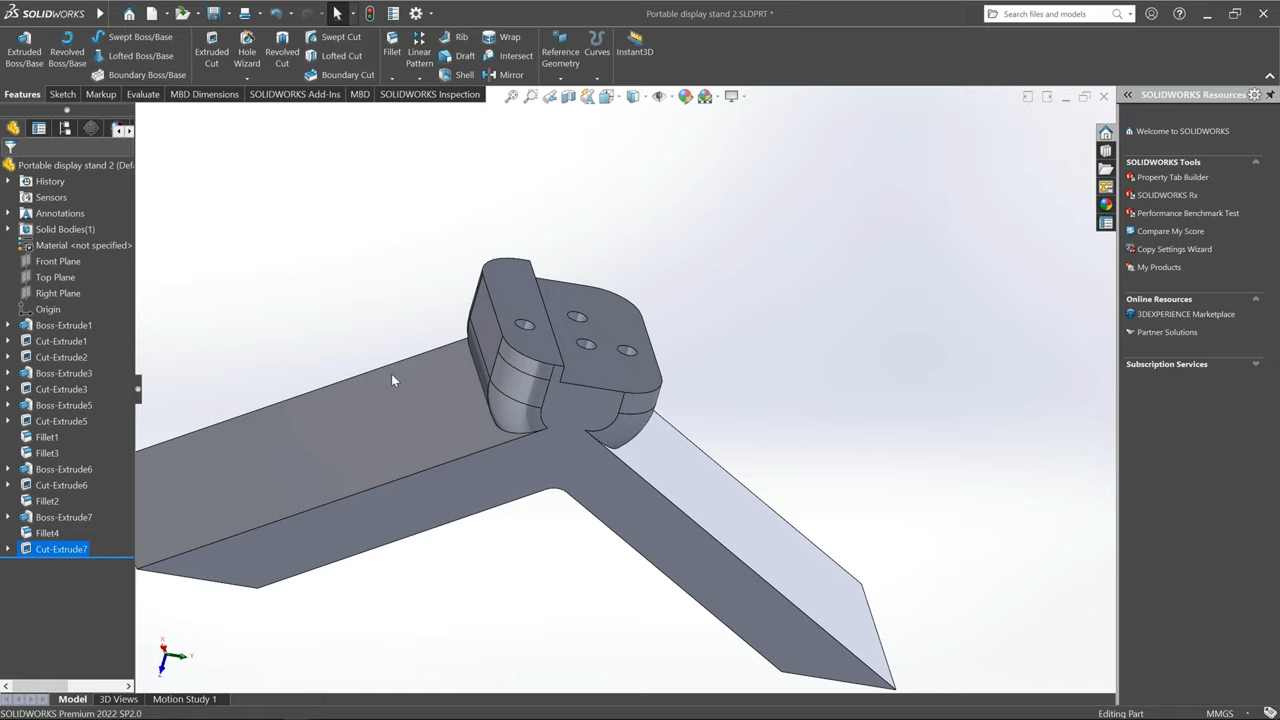 SOLIDWORKS
Portable display stand 2.SLDPRT *
Search files and models
Extruded Boss/Base
Revolved Boss/Base
Swept Boss/Base
Lofted Boss/Base
Boundary Boss/Base
Extruded Cut
Hole Wizard
Revolved Cut
Swept Cut
Lofted Cut
Boundary Cut
Fillet
Linear Pattern
Rib
Draft
Shell
Wrap
Intersect
Mirror
Reference Geometry
Curves
Instant3D
Features
Sketch
Markup
Evaluate
MBD Dimensions
SOLIDWORKS Add-Ins
MBD
SOLIDWORKS Inspection
Portable display stand 2 (Def
History
Sensors
Annotations
Solid Bodies(1)
Material <not specified>
Front Plane
Top Plane
Right Plane
Origin
Boss-Extrude1
Cut-Extrude1
Cut-Extrude2
Boss-Extrude3
Cut-Extrude3
Boss-Extrude5
Cut-Extrude5
Fillet1
Fillet3
Boss-Extrude6
Cut-Extrude6
Fillet2
Boss-Extrude7
Fillet4
Cut-Extrude7
SOLIDWORKS Resources
Welcome to SOLIDWORKS
SOLIDWORKS Tools
Property Tab Builder
SOLIDWORKS Rx
Performance Benchmark Test
Compare My Score
Copy Settings Wizard
My Products
Online Resources
3DEXPERIENCE Marketplace
Partner Solutions
Subscription Services
Model
3D Views
Motion Study 1
SOLIDWORKS Premium 2022 SP2.0
Editing Part
MMGS